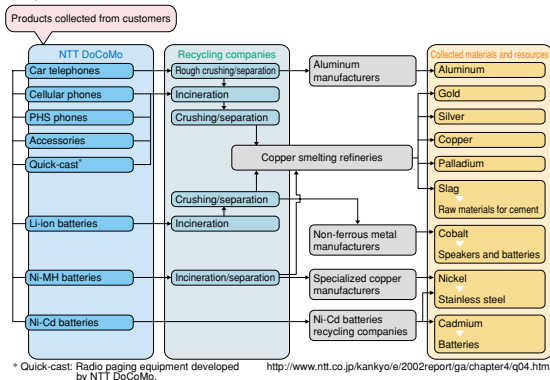 Products collected from customers
NTT DoCoMo
Recycling companies
Collected materials and resources
Car telephones
Rough crushing/separation
Aluminum
manufacturers
Aluminum
Cellular phones
Incineration
Gold
PHS phones
Crushing/separation
Silver
Accessories
Copper
Quick-cast*
Copper smelting refineries
Palladium
Slag
Raw materials for cement
Crushing/separation
Li-ion batteries
Incineration
Non-ferrous metal
manufacturers
Cobalt
Speakers and batteries
Ni-MH batteries
Incineration/separation
Specialized copper
manufacturers
Nickel
Stainless steel
Ni-Cd batteries
Ni-Cd batteries
recycling companies
Cadmium
Batteries
* Quick-cast: Radio paging equipment developed
by NTT DoCoMo.
http://www.ntt.co.jp/kankyo/e/2002report/ga/chapter4/q04.htm